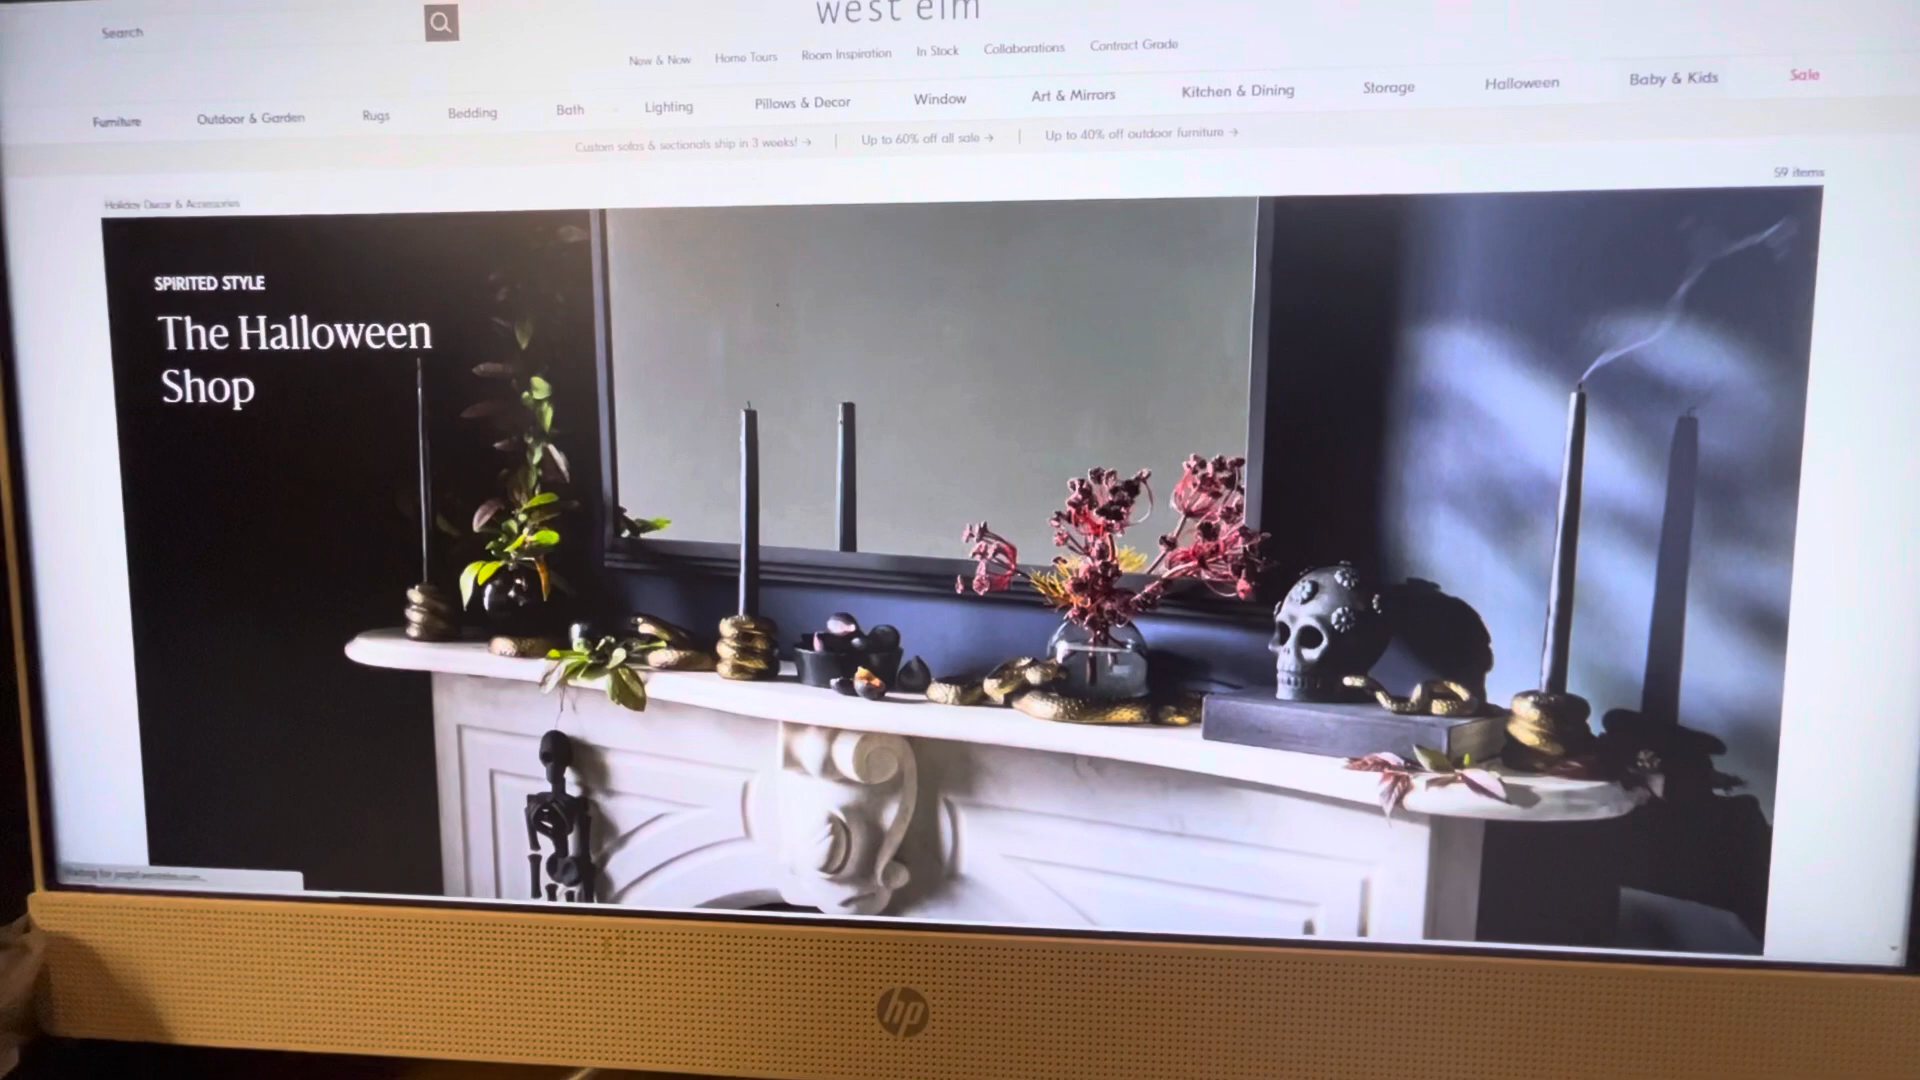 west elm
Search
New & Now Home Tours Room Inspiration In Stock Collaborations Contract Grade
Furniture Outdoor & Garden Rugs Bedding Bath Lighting Pillows & Decor Window Art & Mirrors Kitchen & Dining Storage Halloween Baby & Kids Sale
Custom sofas & sectionals ship in 3 weeks! → | Up to 60% off all sale → | Up to 40% off outdoor furniture →
59 items
Holiday Decor & Accessories
SPIRITED STYLE
The Halloween
Shop
hp